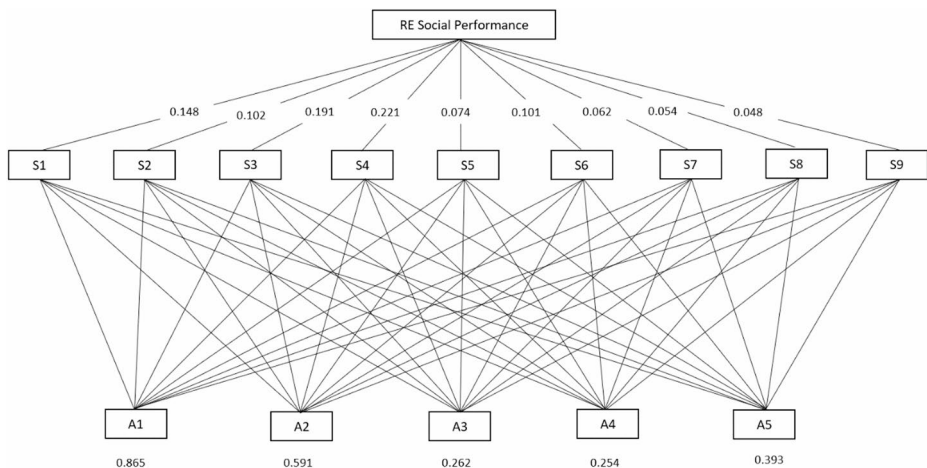 RE Social Performance
0.148 0.102 0.191 0.221 0.074 0.101 0.062 0.054 0.048
S1 S2 S3 S4 S5 S6 S7 S8 S9
A1 A2 A3 A4 A5
0.865 0.591 0.262 0.254 0.393